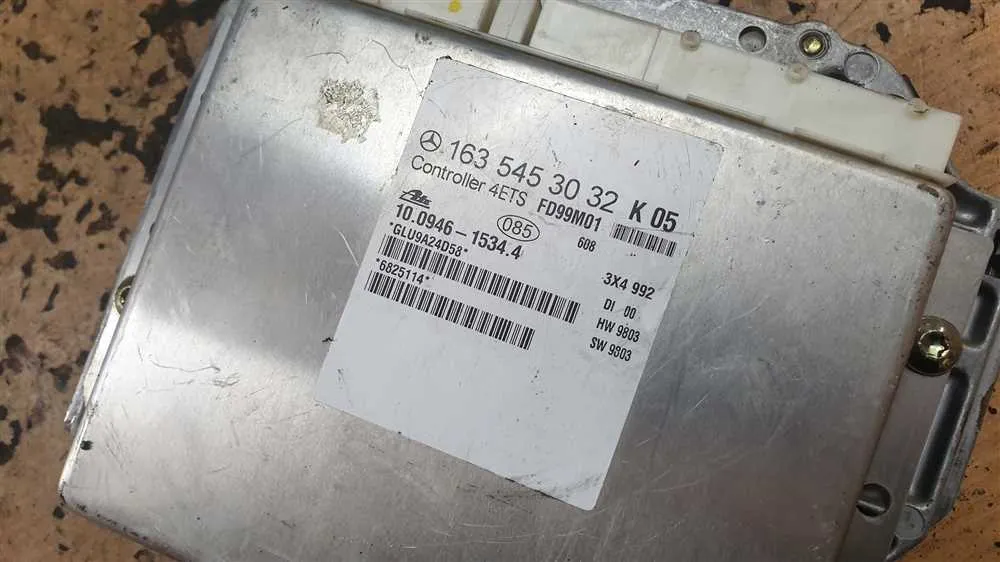 163 545 30 32 K 05
Controller 4ETS FD99M01 608
Ate
10.0946-1534.4 085
*GLU9A24D58*
*6825114*
3X4 992
DI 00
HW 9803
SW 9803